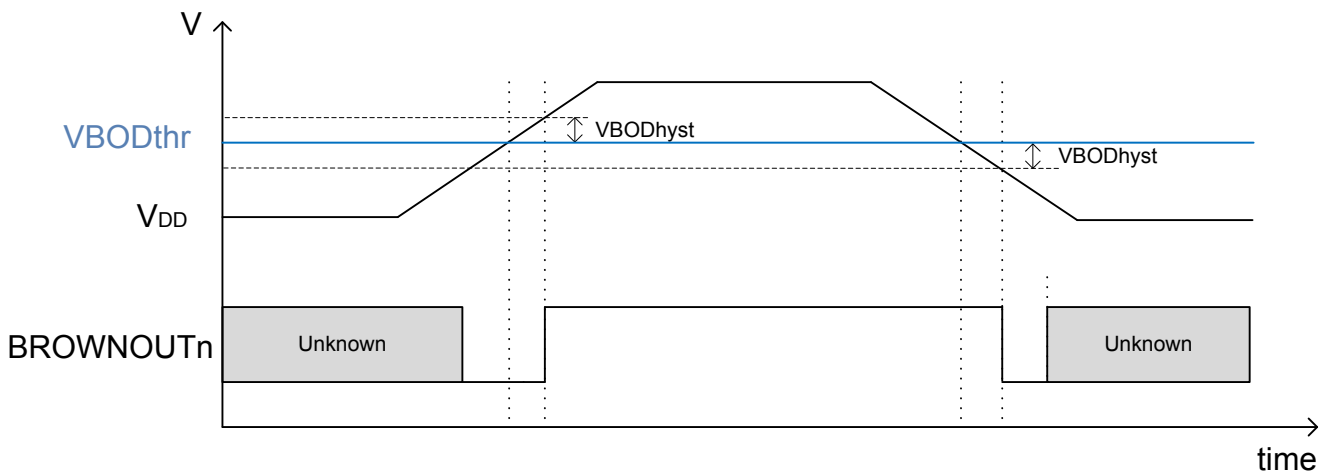 V
VBODhyst
VBODthr
VBODhyst
VDD
BROWNOUTn
Unknown
Unknown
time